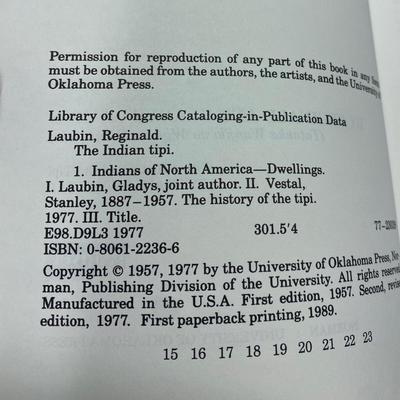 Permission for reproduction of any part of this book in any
must be obtained from the authors, the artists, and the University
Oklahoma Press.
Library of Congress Cataloging-in-Publication Data
Laubin, Reginald.
The Indian tipi.
1. Indians of North America—Dwellings.
I. Laubin, Gladys, joint author. II. Vestal,
Stanley, 1887–1957. The history of the tipi.
1977. III. Title.
E98.D9L3 1977 301.5'4
ISBN: 0-8061-2236-6
Copyright © 1957, 1977 by the University of Oklahoma Press, Nor-
man, Publishing Division of the University. All rights reserved.
Manufactured in the U.S.A. First edition, 1957. Second, revised
edition, 1977. First paperback printing, 1989.
15 16 17 18 19 20 21 22 23